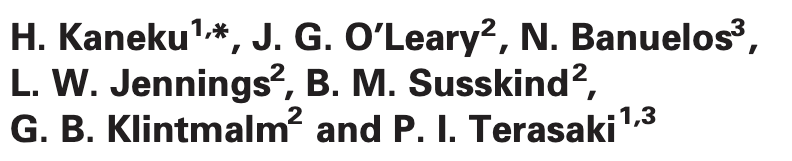 H. Kaneku¹,*, J. G. O’Leary², N. Banuelos³,
L. W. Jennings², B. M. Susskind²,
G. B. Klintmalm² and P. I. Terasaki¹,³